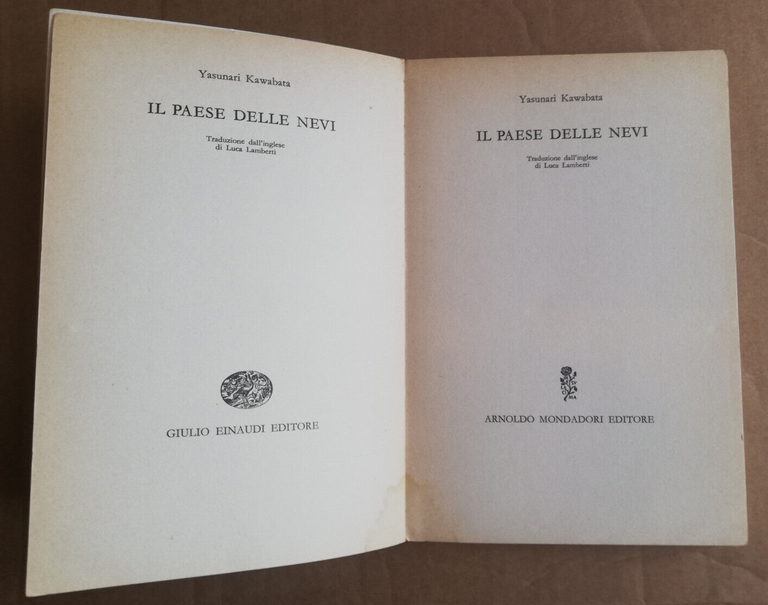 Yasunari Kawabata
IL PAESE DELLE NEVI
Traduzione dall'inglese
di Luca Lamberti
GIULIO EINAUDI EDITORE
Yasunari Kawabata
IL PAESE DELLE NEVI
Traduzione dall'inglese
di Luca Lamberti
ARNOLDO MONDADORI EDITORE